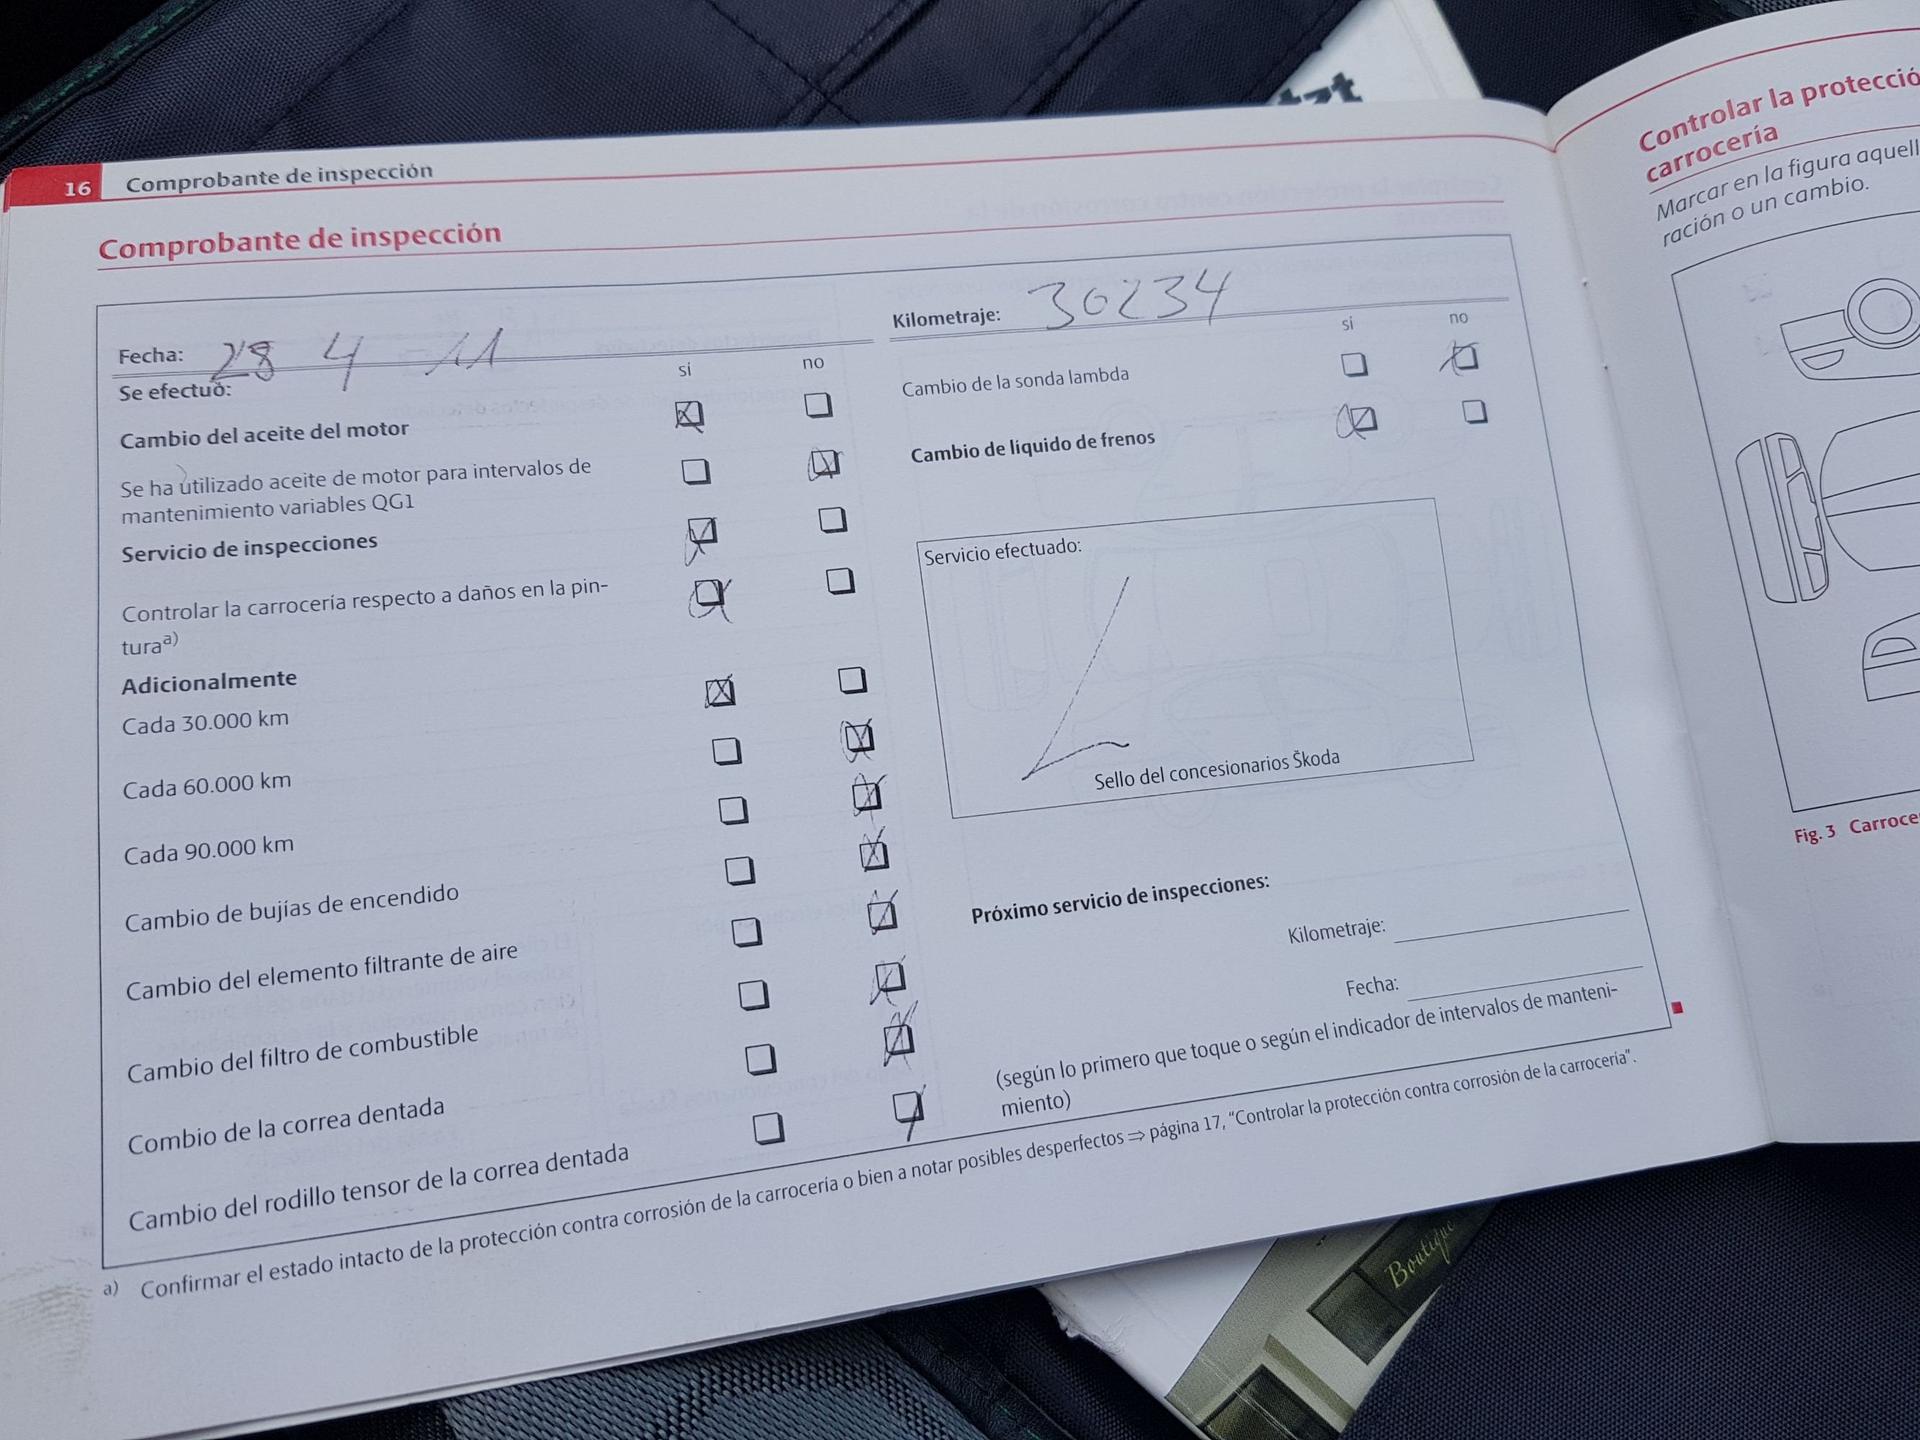 tzt
16 Comprobante de inspección
Comprobante de inspección
Fecha: 28 4 - 11
Se efectuó:
sí no
Cambio del aceite del motor
Se ha utilizado aceite de motor para intervalos de
mantenimiento variables QG1
Servicio de inspecciones
Controlar la carrocería respecto a daños en la pin-
turaa)
Adicionalmente
Cada 30.000 km
Cada 60.000 km
Cada 90.000 km
Cambio de bujías de encendido
Cambio del elemento filtrante de aire
Cambio del filtro de combustible
Combio de la correa dentada
Cambio del rodillo tensor de la correa dentada
Kilometraje: 30234
sí no
Cambio de la sonda lambda
Cambio de líquido de frenos
Servicio efectuado:
Sello del concesionarios Škoda
Próximo servicio de inspecciones:
Kilometraje:
Fecha:
(según lo primero que toque o según el indicador de intervalos de manteni-
miento)
a) Confirmar el estado intacto de la protección contra corrosión de la carrocería o bien a notar posibles desperfectos ⇒ página 17, “Controlar la protección contra corrosión de la carrocería”.
Controlar la protecció
carrocería
Marcar en la figura aquell
ración o un cambio.
Fig. 3 Carroce
Boutique